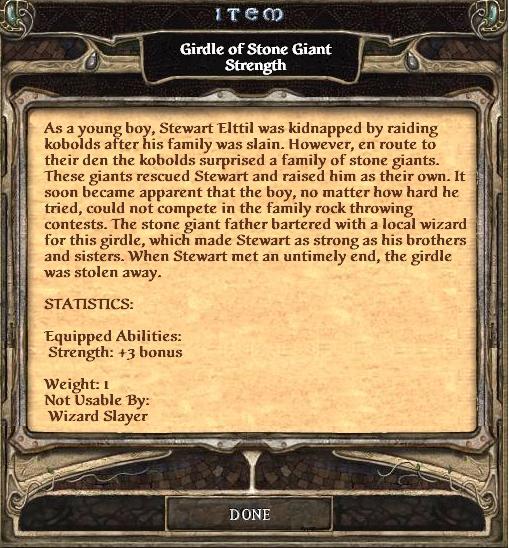 ITEM
Girdle of Stone Giant
Strength
As a young boy, Stewart Elttil was kidnapped by raiding
kobolds after his family was slain. However, en route to
their den the kobolds surprised a family of stone giants.
These giants rescued Stewart and raised him as their own. It
soon became apparent that the boy, no matter how hard he
tried, could not compete in the family rock throwing
contests. The stone giant father bartered with a local wizard
for this girdle, which made Stewart as strong as his brothers
and sisters. When Stewart met an untimely end, the girdle
was stolen away.
STATISTICS:
Equipped Abilities:
Strength: +3 bonus
Weight: 1
Not Usable By:
Wizard Slayer
DONE